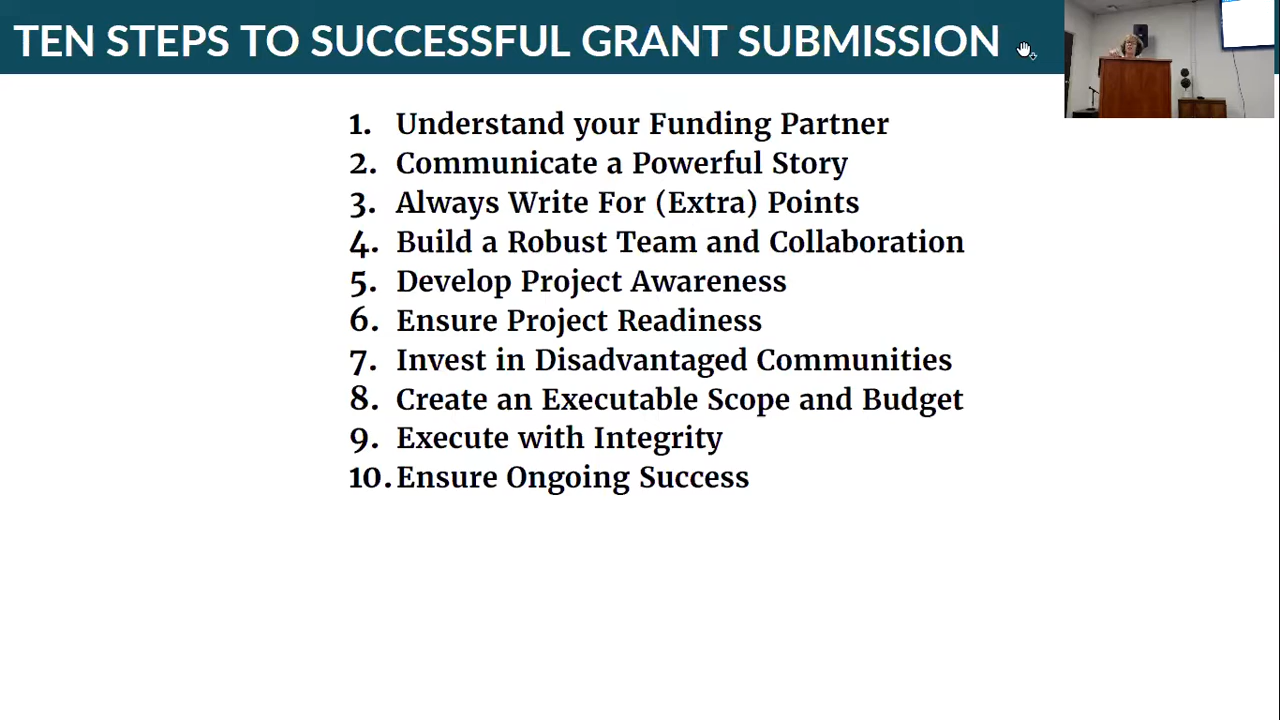 TEN STEPS TO SUCCESSFUL GRANT SUBMISSION
1. Understand your Funding Partner
2. Communicate a Powerful Story
3. Always Write For (Extra) Points
4. Build a Robust Team and Collaboration
5. Develop Project Awareness
6. Ensure Project Readiness
7. Invest in Disadvantaged Communities
8. Create an Executable Scope and Budget
9. Execute with Integrity
10. Ensure Ongoing Success